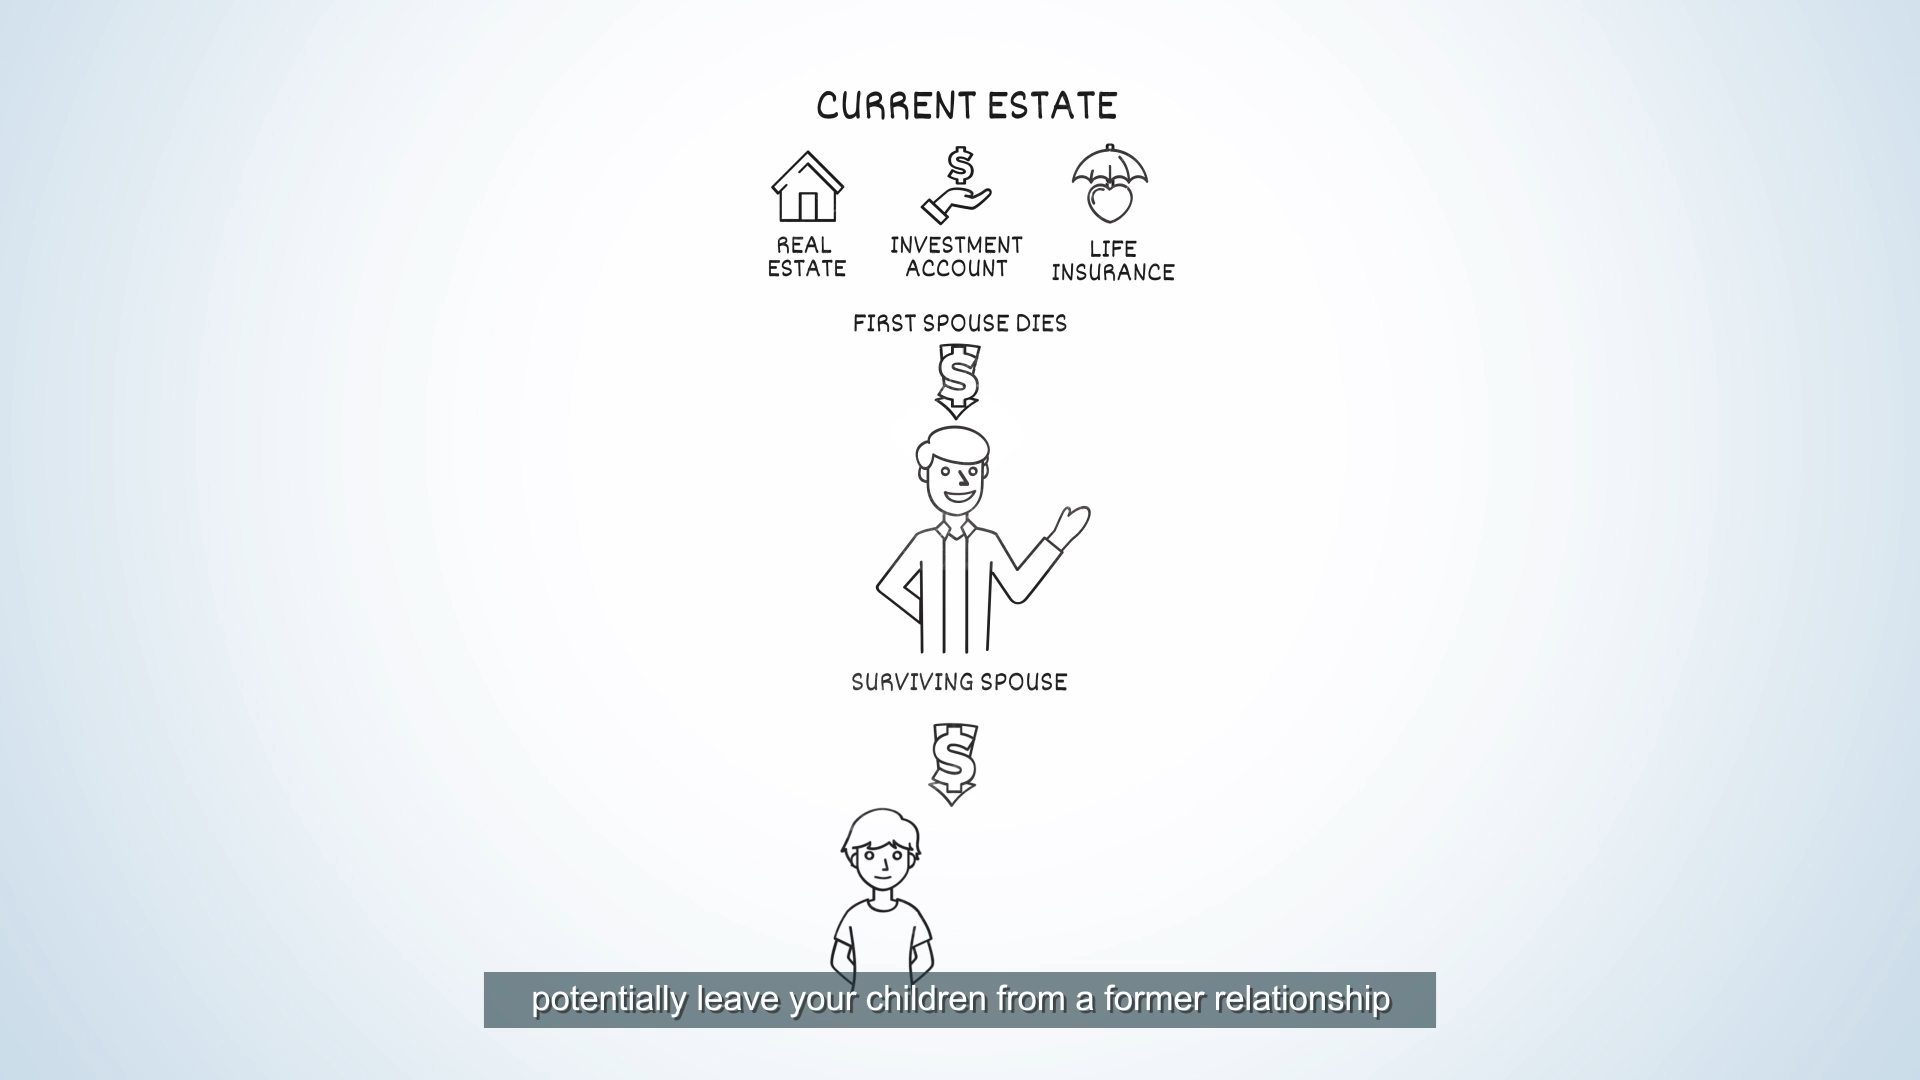 CURRENT ESTATE
REAL
ESTATE
INVESTMENT
ACCOUNT
LIFE
INSURANCE
FIRST SPOUSE DIES
$
SURVIVING SPOUSE
$
potentially leave your children from a former relationship